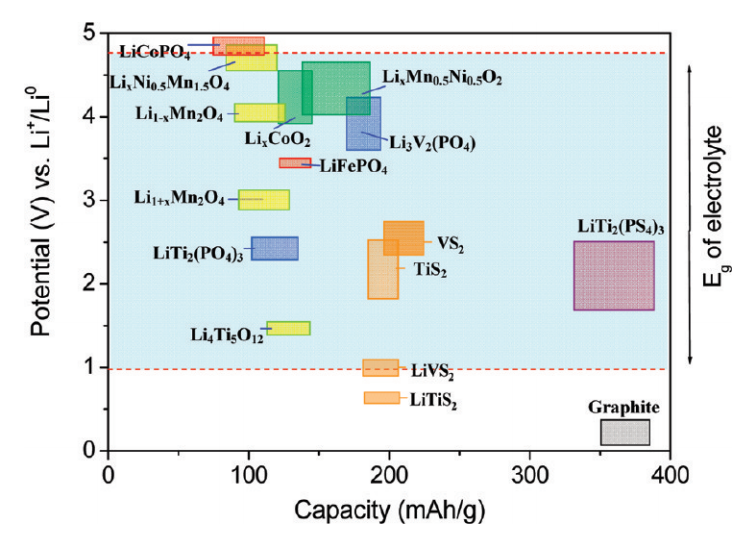 5
4
3
2
1
0
Potential (V) vs. Li⁺/Li⁰
LiCoPO₄
LiₓNi₀.₅Mn₁.₅O₄
Li₁₋ₓMn₂O₄
LiₓCoO₂
LiₓMn₀.₅Ni₀.₅O₂
Li₃V₂(PO₄)
LiFePO₄
Li₁₊ₓMn₂O₄
LiTi₂(PO₄)₃
VS₂
TiS₂
LiTi₂(PS₄)₃
Li₄Ti₅O₁₂
LiVS₂
LiTiS₂
Graphite
E_g of electrolyte
0
100
200
300
400
Capacity (mAh/g)